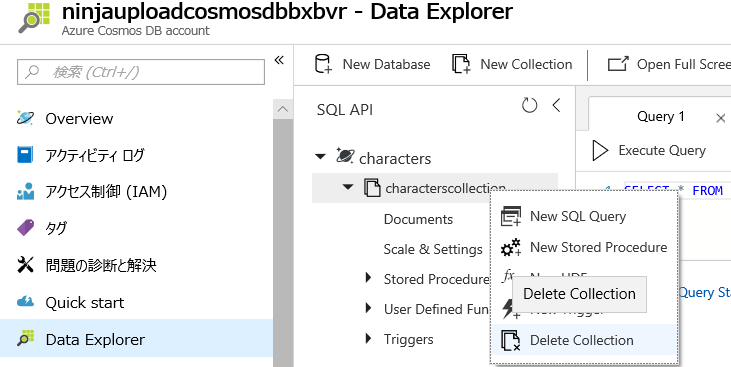 ninjauploadcosmosdbbxbvr - Data Explorer
Azure Cosmos DB account
検索 (Ctrl+/)
Overview
アクティビティ ログ
アクセス制御 (IAM)
タグ
問題の診断と解決
Quick start
Data Explorer
New Database
New Collection
Open Full Scree
SQL API
characters
characterscollection
Documents
Scale & Settings
Stored Procedure
User Defined Fun
Triggers
New SQL Query
New Stored Procedure
New UDF
Delete Collection
New Trigger
Delete Collection
Query 1
Execute Query
1 SELECT * FROM
Query Sta